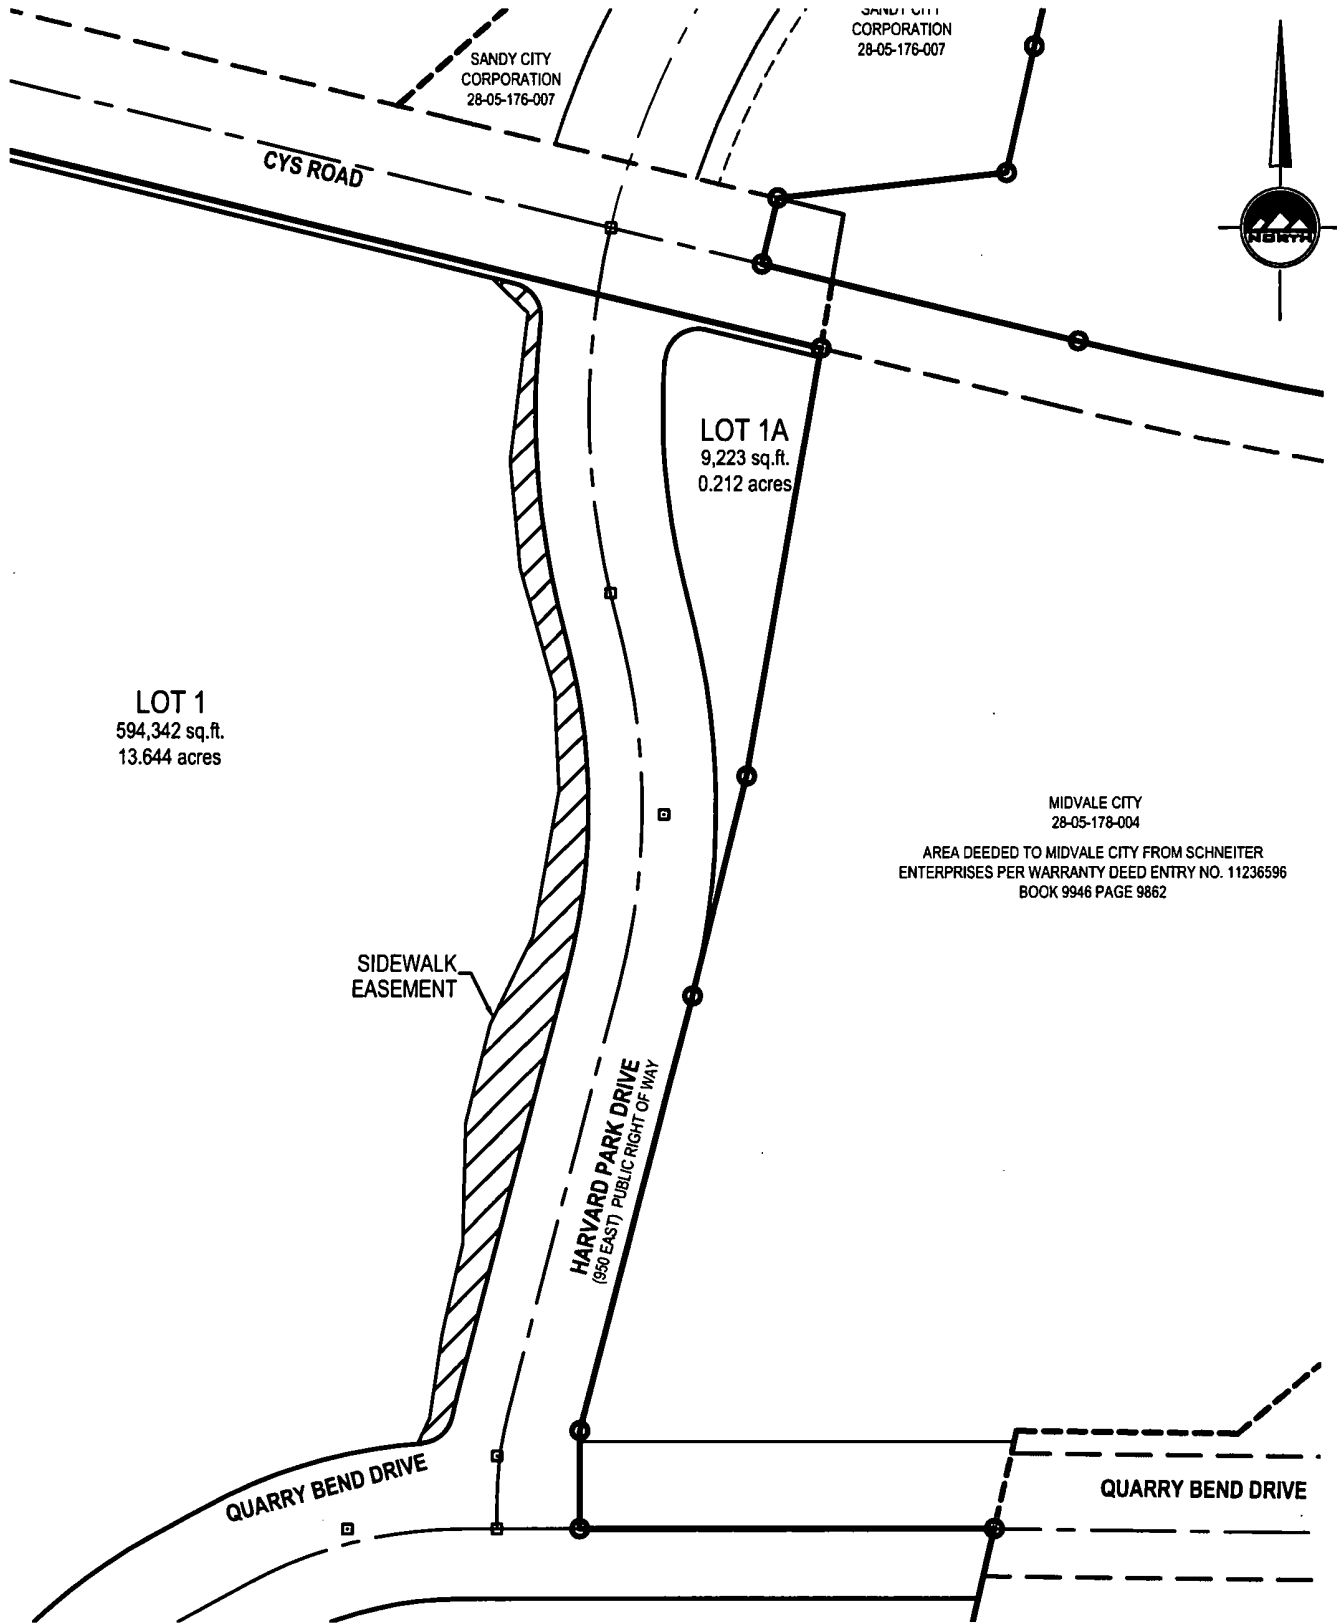 SANDY CITY
CORPORATION
28-05-176-007
SANDY CITY
CORPORATION
28-05-176-007
CYS ROAD
NORTH
LOT 1A
9,223 sq.ft.
0.212 acres
LOT 1
594,342 sq.ft.
13.644 acres
MIDVALE CITY
28-05-178-004
AREA DEEDED TO MIDVALE CITY FROM SCHNEITER
ENTERPRISES PER WARRANTY DEED ENTRY NO. 11236596
BOOK 9946 PAGE 9862
SIDEWALK
EASEMENT
HARVARD PARK DRIVE
(950 EAST) PUBLIC RIGHT OF WAY
QUARRY BEND DRIVE
QUARRY BEND DRIVE